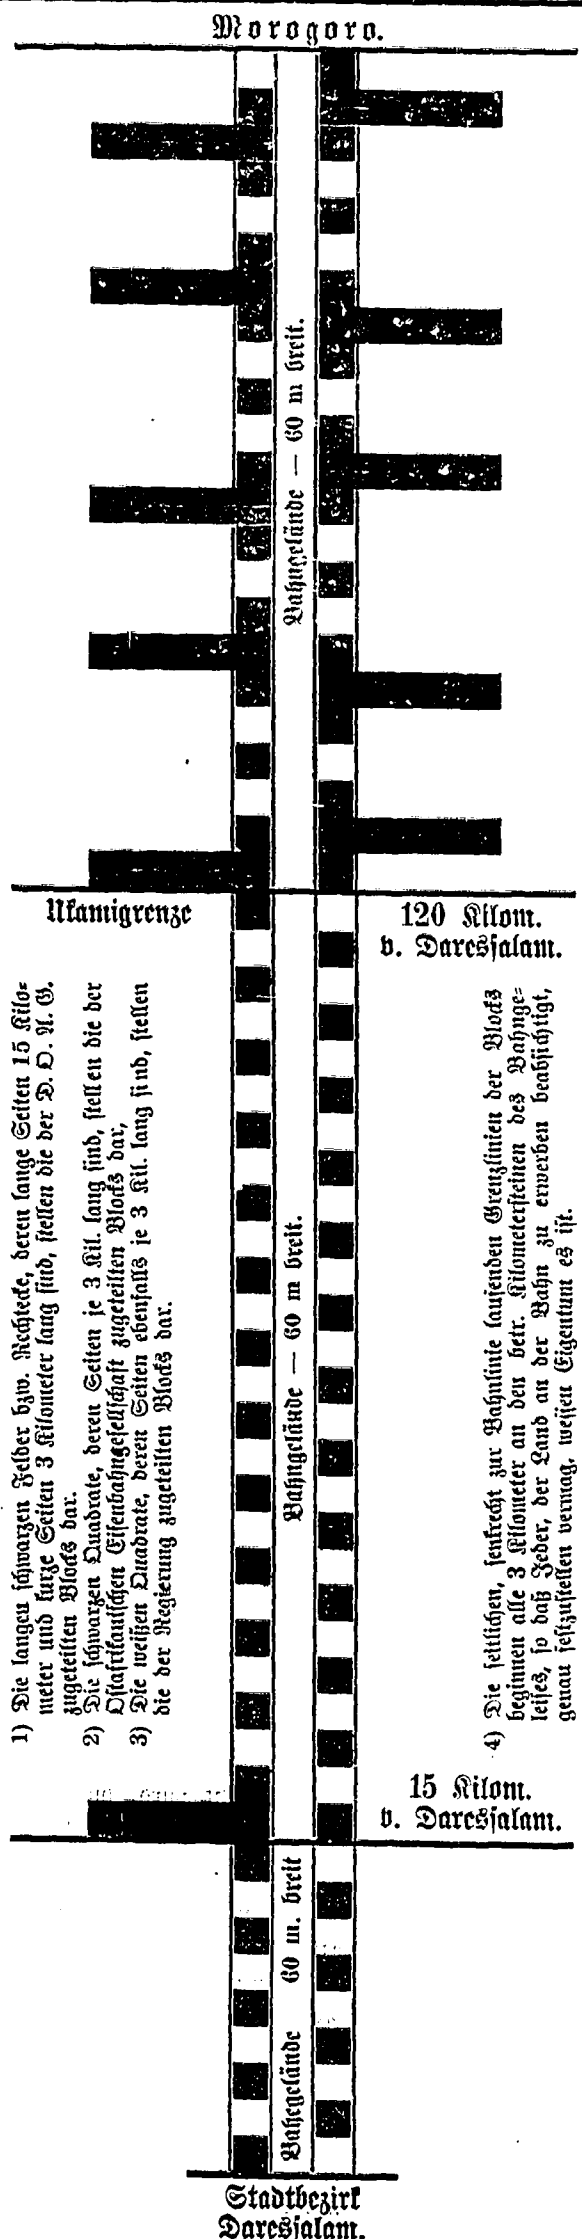 Morogoro.
Bahngelände — 60 m breit.
Ukamigrenze
120 Kilom.
v. Daressalam.
1) Die langen schwarzen Felder bzw. Rechtecke, deren lange Seiten 15 Kilo-
meter und kurze Seiten 3 Kilometer lang sind, stellen die der D. O. A. G.
zugeteilten Blocks dar.
2) Die schwarzen Quadrate, deren Seiten je 3 Kil. lang sind, stellen die der
Ostafrikanischen Eisenbahngesellschaft zugeteilten Blocks dar,
3) Die weißen Quadrate, deren Seiten ebenfalls je 3 Kil. lang sind, stellen
die der Regierung zugeteilten Blocks dar.
Bahngelände — 60 m breit.
4) Die seitlichen, senkrecht zur Bahnlinie laufenden Grenzlinien der Blocks
beginnen alle 3 Kilometer an den betr. Kilometersteinen des Bahnge-
leises, so daß Jeder, der Land an der Bahn zu erwerben beabsichtigt,
genau festzustellen vermag, wessen Eigentum es ist.
15 Kilom.
v. Daressalam.
Bahngelände 60 m. breit
Stadtbezirk
Daressalam.